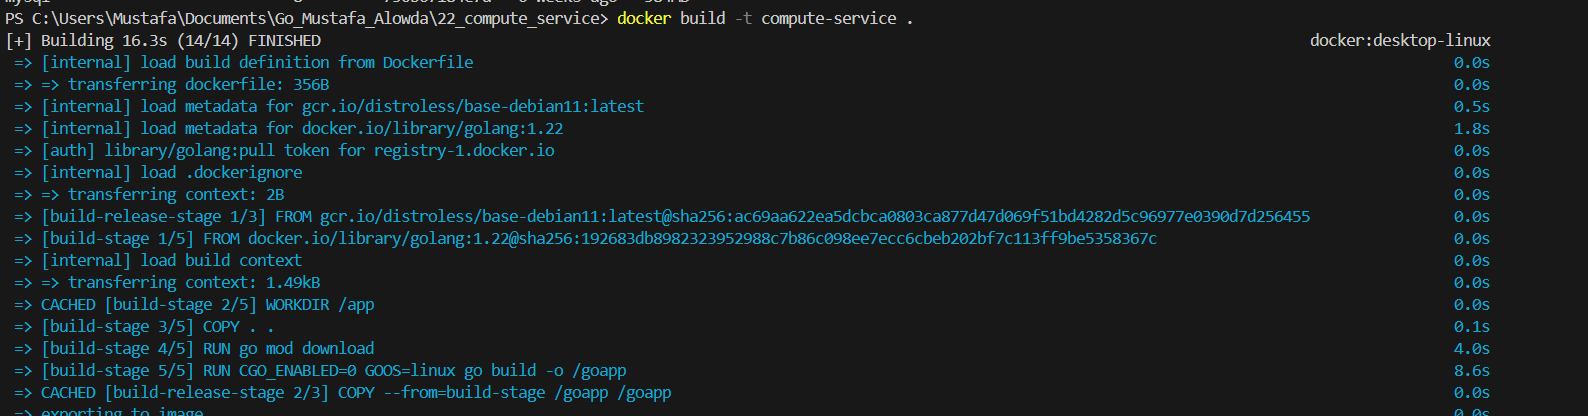 PS C:\Users\Mustafa\Documents\Go_Mustafa_Alowda\22_compute_service> docker build -t compute-service .
[+] Building 16.3s (14/14) FINISHED docker:desktop-linux
=> [internal] load build definition from Dockerfile 0.0s
=> => transferring dockerfile: 356B 0.0s
=> [internal] load metadata for gcr.io/distroless/base-debian11:latest 0.5s
=> [internal] load metadata for docker.io/library/golang:1.22 1.8s
=> [auth] library/golang:pull token for registry-1.docker.io 0.0s
=> [internal] load .dockerignore 0.0s
=> => transferring context: 2B 0.0s
=> [build-release-stage 1/3] FROM gcr.io/distroless/base-debian11:latest@sha256:ac69aa622ea5dcbca0803ca877d47d069f51bd4282d5c96977e0390d7d256455 0.0s
=> [build-stage 1/5] FROM docker.io/library/golang:1.22@sha256:192683db8982323952988c7b86c098ee7ecc6cbeb202bf7c113ff9be5358367c 0.0s
=> [internal] load build context 0.0s
=> => transferring context: 1.49kB 0.0s
=> CACHED [build-stage 2/5] WORKDIR /app 0.0s
=> [build-stage 3/5] COPY . . 0.1s
=> [build-stage 4/5] RUN go mod download 4.0s
=> [build-stage 5/5] RUN CGO_ENABLED=0 GOOS=linux go build -o /goapp 8.6s
=> CACHED [build-release-stage 2/3] COPY --from=build-stage /goapp /goapp 0.0s
=> exporting to image 0.0s